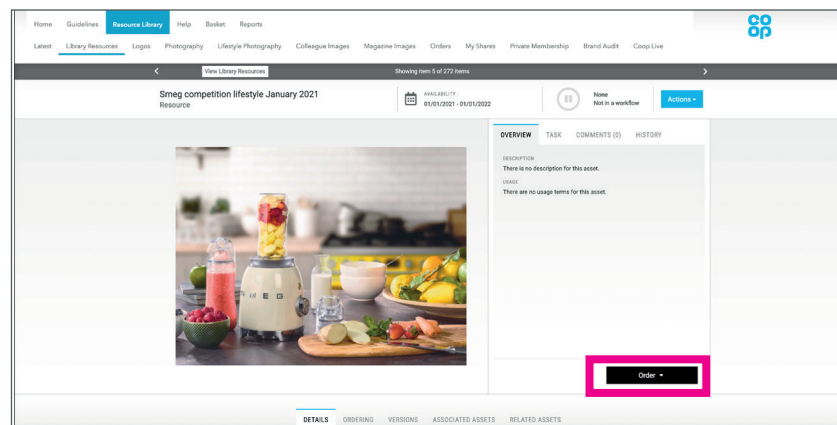 Home Guidelines Resource Library Help Basket Reports
CO
OP
Latest Library Resources Logos Photography Lifestyle Photography Colleague Images Magazine Images Orders My Shares Private Membership Brand Audit Coop Live
View Library Resources Showing item 5 of 272 items
Smeg competition lifestyle January 2021
Resource
AVAILABILITY :
01/01/2021 - 01/01/2022
None
Not in a workflow
Actions
OVERVIEW TASK COMMENTS (0) HISTORY
DESCRIPTION
There is no description for this asset.
USAGE
There are no usage terms for this asset.
M E G
Order
DETAILS ORDERING VERSIONS ASSOCIATED ASSETS RELATED ASSETS